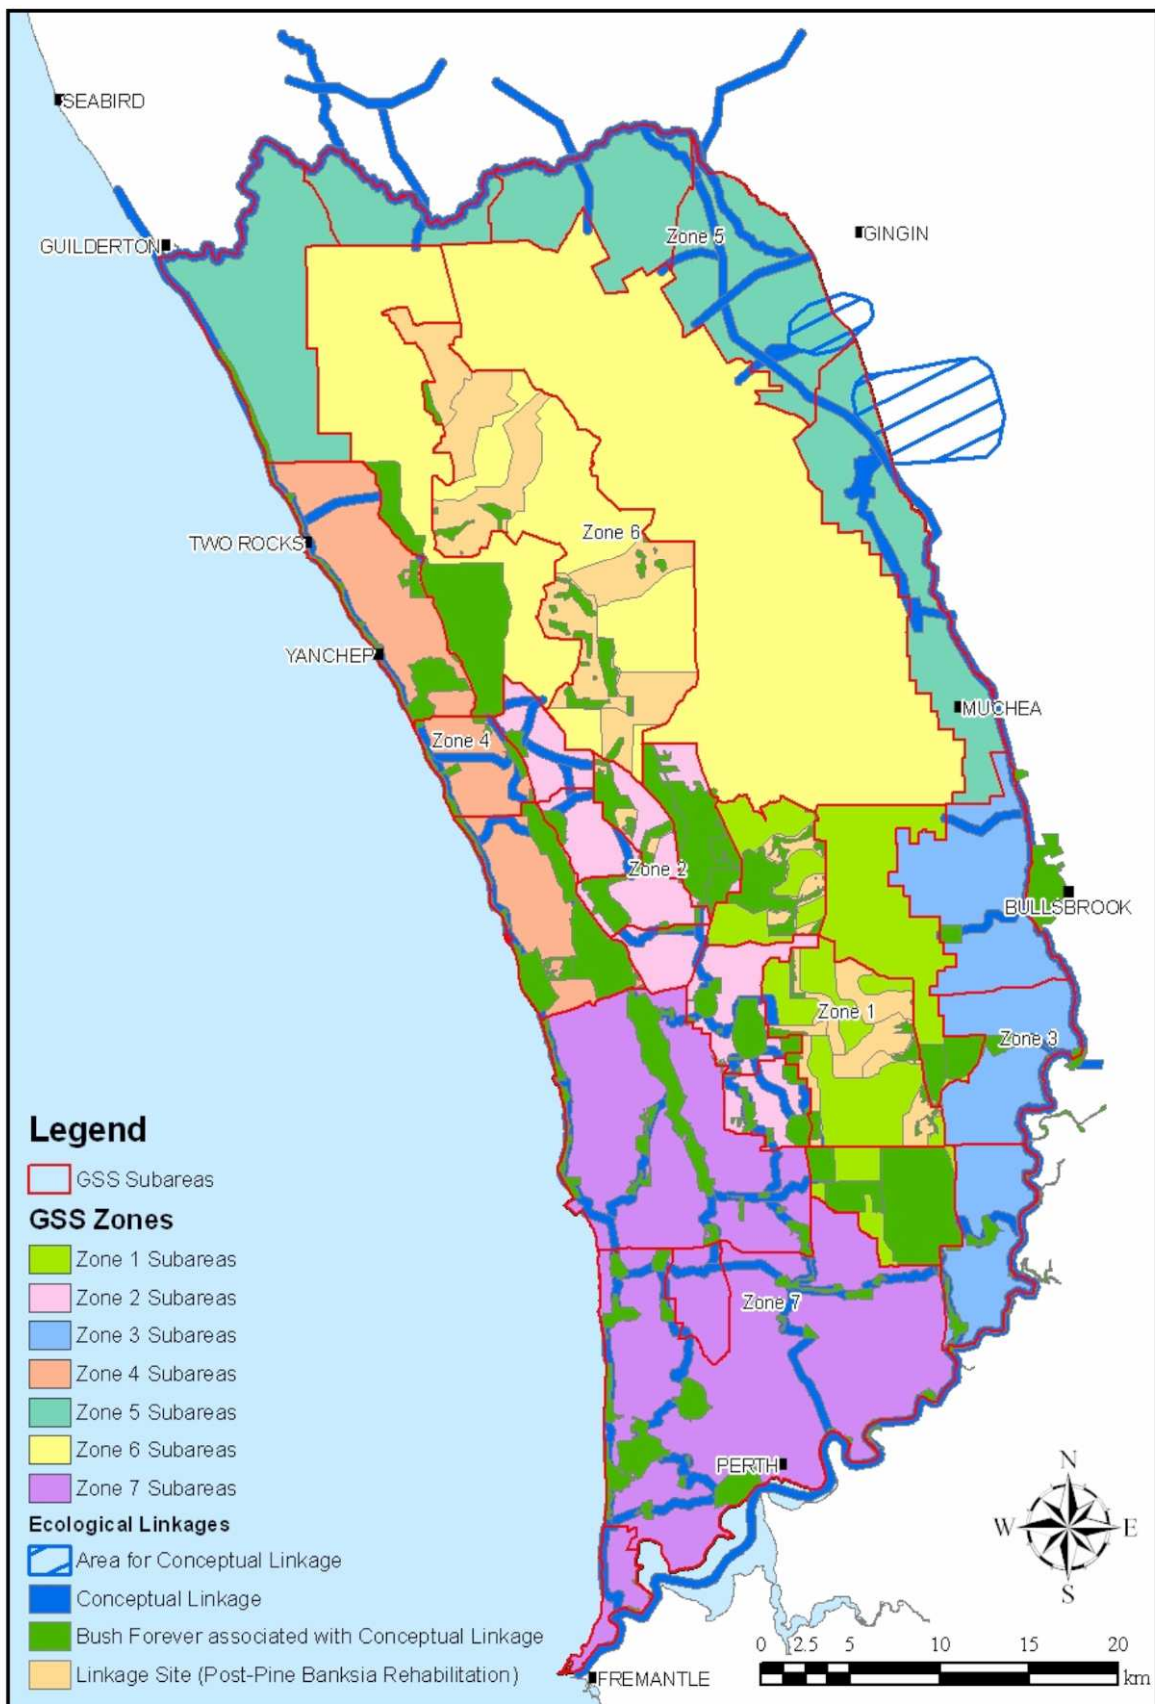 SEABIRD
GUILDERTON
GINGIN
Zone 5
TWO ROCKS
Zone 6
YANCHEP
MUCHEA
Zone 4
Zone 2
BULLSBROOK
Zone 1
Zone 3
Legend
GSS Subareas
GSS Zones
Zone 1 Subareas
Zone 2 Subareas
Zone 3 Subareas
Zone 4 Subareas
Zone 5 Subareas
Zone 6 Subareas
Zone 7 Subareas
Ecological Linkages
Area for Conceptual Linkage
Conceptual Linkage
Bush Forever associated with Conceptual Linkage
Linkage Site (Post-Pine Banksia Rehabilitation)
Zone 7
PERTH
FREMANTLE
N
W E
S
0 2.5 5 10 15 20
km